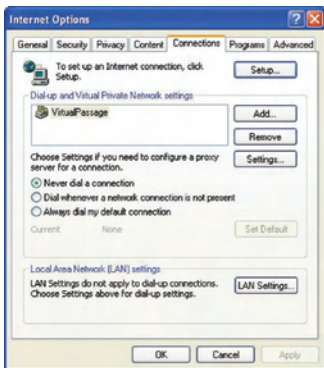 Internet Options
General Security Privacy Content Connections Programs Advanced
To set up an Internet connection, click
Setup.
Setup...
Dial-up and Virtual Private Network settings
VirtualPassage
Add...
Remove
Choose Settings if you need to configure a proxy
server for a connection.
Settings...
Never dial a connection
Dial whenever a network connection is not present
Always dial my default connection
Current None
Set Default
Local Area Network (LAN) settings
LAN Settings do not apply to dial-up connections.
Choose Settings above for dial-up settings.
LAN Settings...
OK Cancel Apply